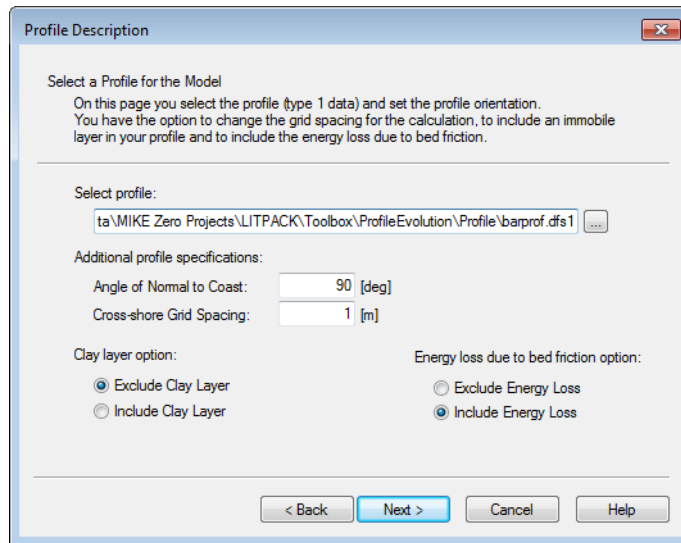 Profile Description
Select a Profile for the Model
On this page you select the profile (type 1 data) and set the profile orientation.
You have the option to change the grid spacing for the calculation, to include an immobile
layer in your profile and to include the energy loss due to bed friction.
Select profile:
ta\MIKE Zero Projects\LITPACK\Toolbox\ProfileEvolution\Profile\barprof.dfs1 ...
Additional profile specifications:
Angle of Normal to Coast: 90 [deg]
Cross-shore Grid Spacing: 1 [m]
Clay layer option:
Exclude Clay Layer
Include Clay Layer
Energy loss due to bed friction option:
Exclude Energy Loss
Include Energy Loss
< Back Next > Cancel Help